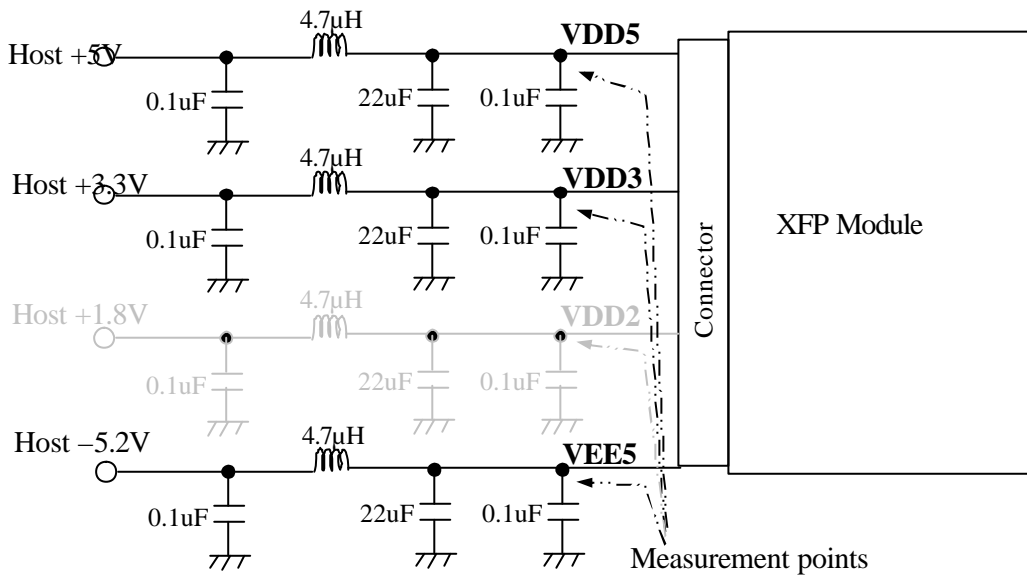 4.7μH
VDD5
Host +5V
0.1uF
22uF
0.1uF
4.7μH
Host +3.3V
VDD3
0.1uF
22uF
0.1uF
XFP Module
Connector
4.7μH
Host +1.8V
VDD2
0.1uF
22uF
0.1uF
4.7μH
Host –5.2V
VEE5
0.1uF
22uF
0.1uF
Measurement points